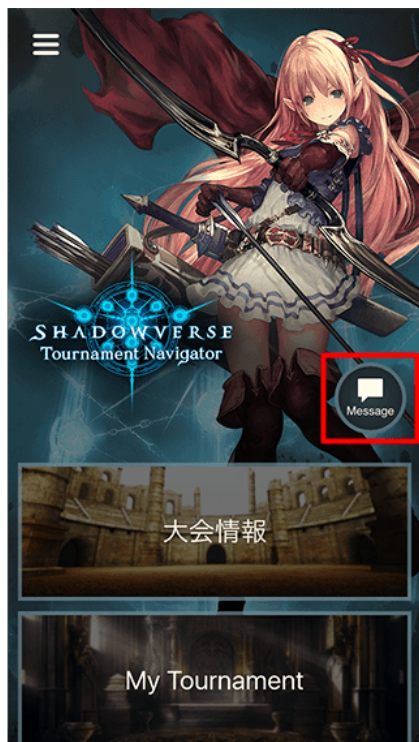 SHADOWVERSE
Tournament Navigator
Message
大会情報
My Tournament